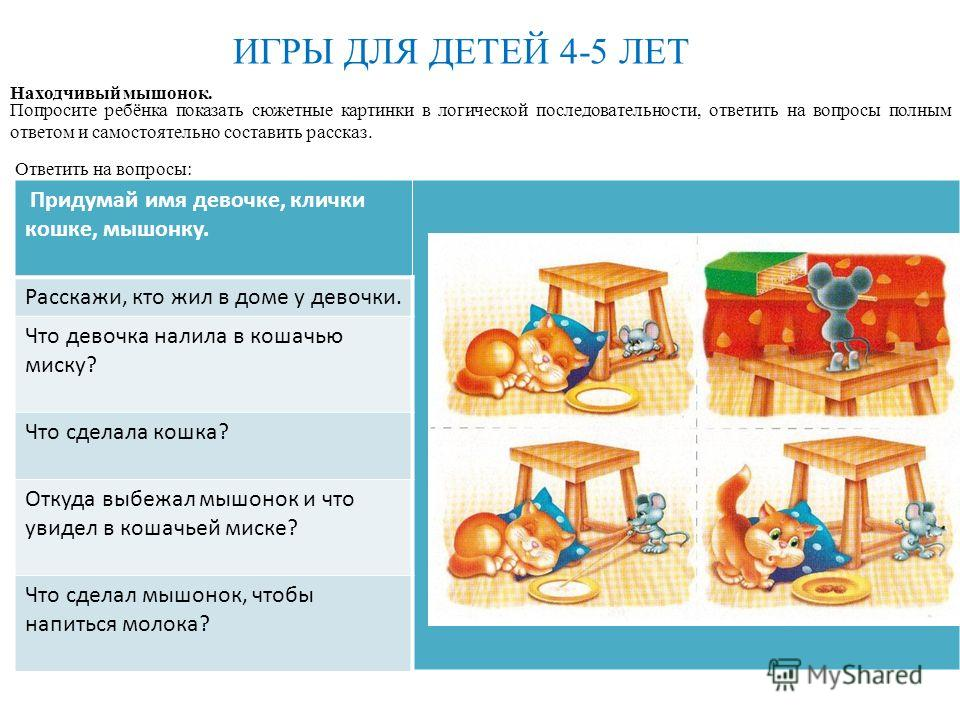 ИГРЫ ДЛЯ ДЕТЕЙ 4-5 ЛЕТ
Находчивый мышонок.
Попросите ребёнка показать сюжетные картинки в логической последовательности, ответить на вопросы полным
ответом и самостоятельно составить рассказ.
Ответить на вопросы:
Придумай имя девочке, клички
кошке, мышонку.
Расскажи, кто жил в доме у девочки.
Что девочка налила в кошачью
миску?
Что сделала кошка?
Откуда выбежал мышонок и что
увидел в кошачьей миске?
Что сделал мышонок, чтобы
напиться молока?
MyShared